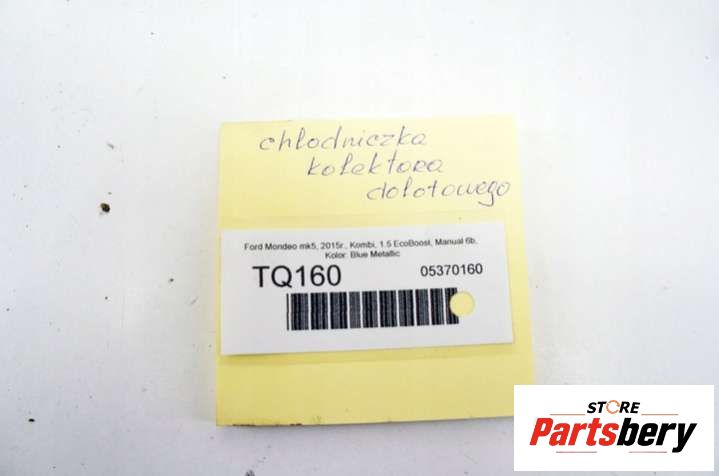 chłodniczka
kolektora
dolotowego
Ford Mondeo mk5, 2015r., Kombi, 1.5 EcoBoost, Manual 6b,
Kolor: Blue Metallic
TQ160 05370160
STORE
Partsbery